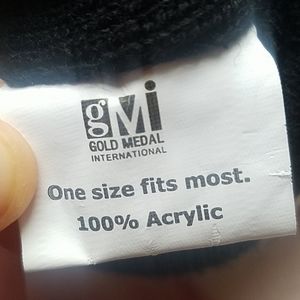 gMi
GOLD MEDAL
INTERNATIONAL
One size fits most.
100% Acrylic